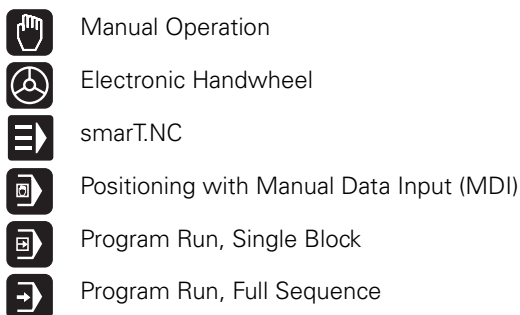 Manual Operation
Electronic Handwheel
smarT.NC
Positioning with Manual Data Input (MDI)
Program Run, Single Block
Program Run, Full Sequence